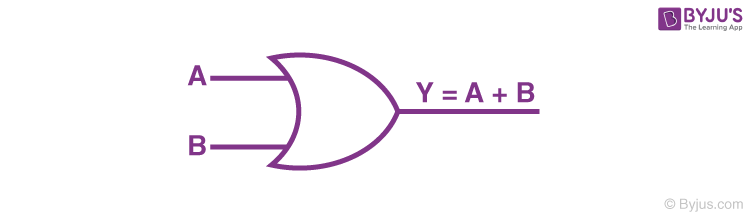 BYJU'S
The Learning App
A
Y = A + B
B
© Byjus.com